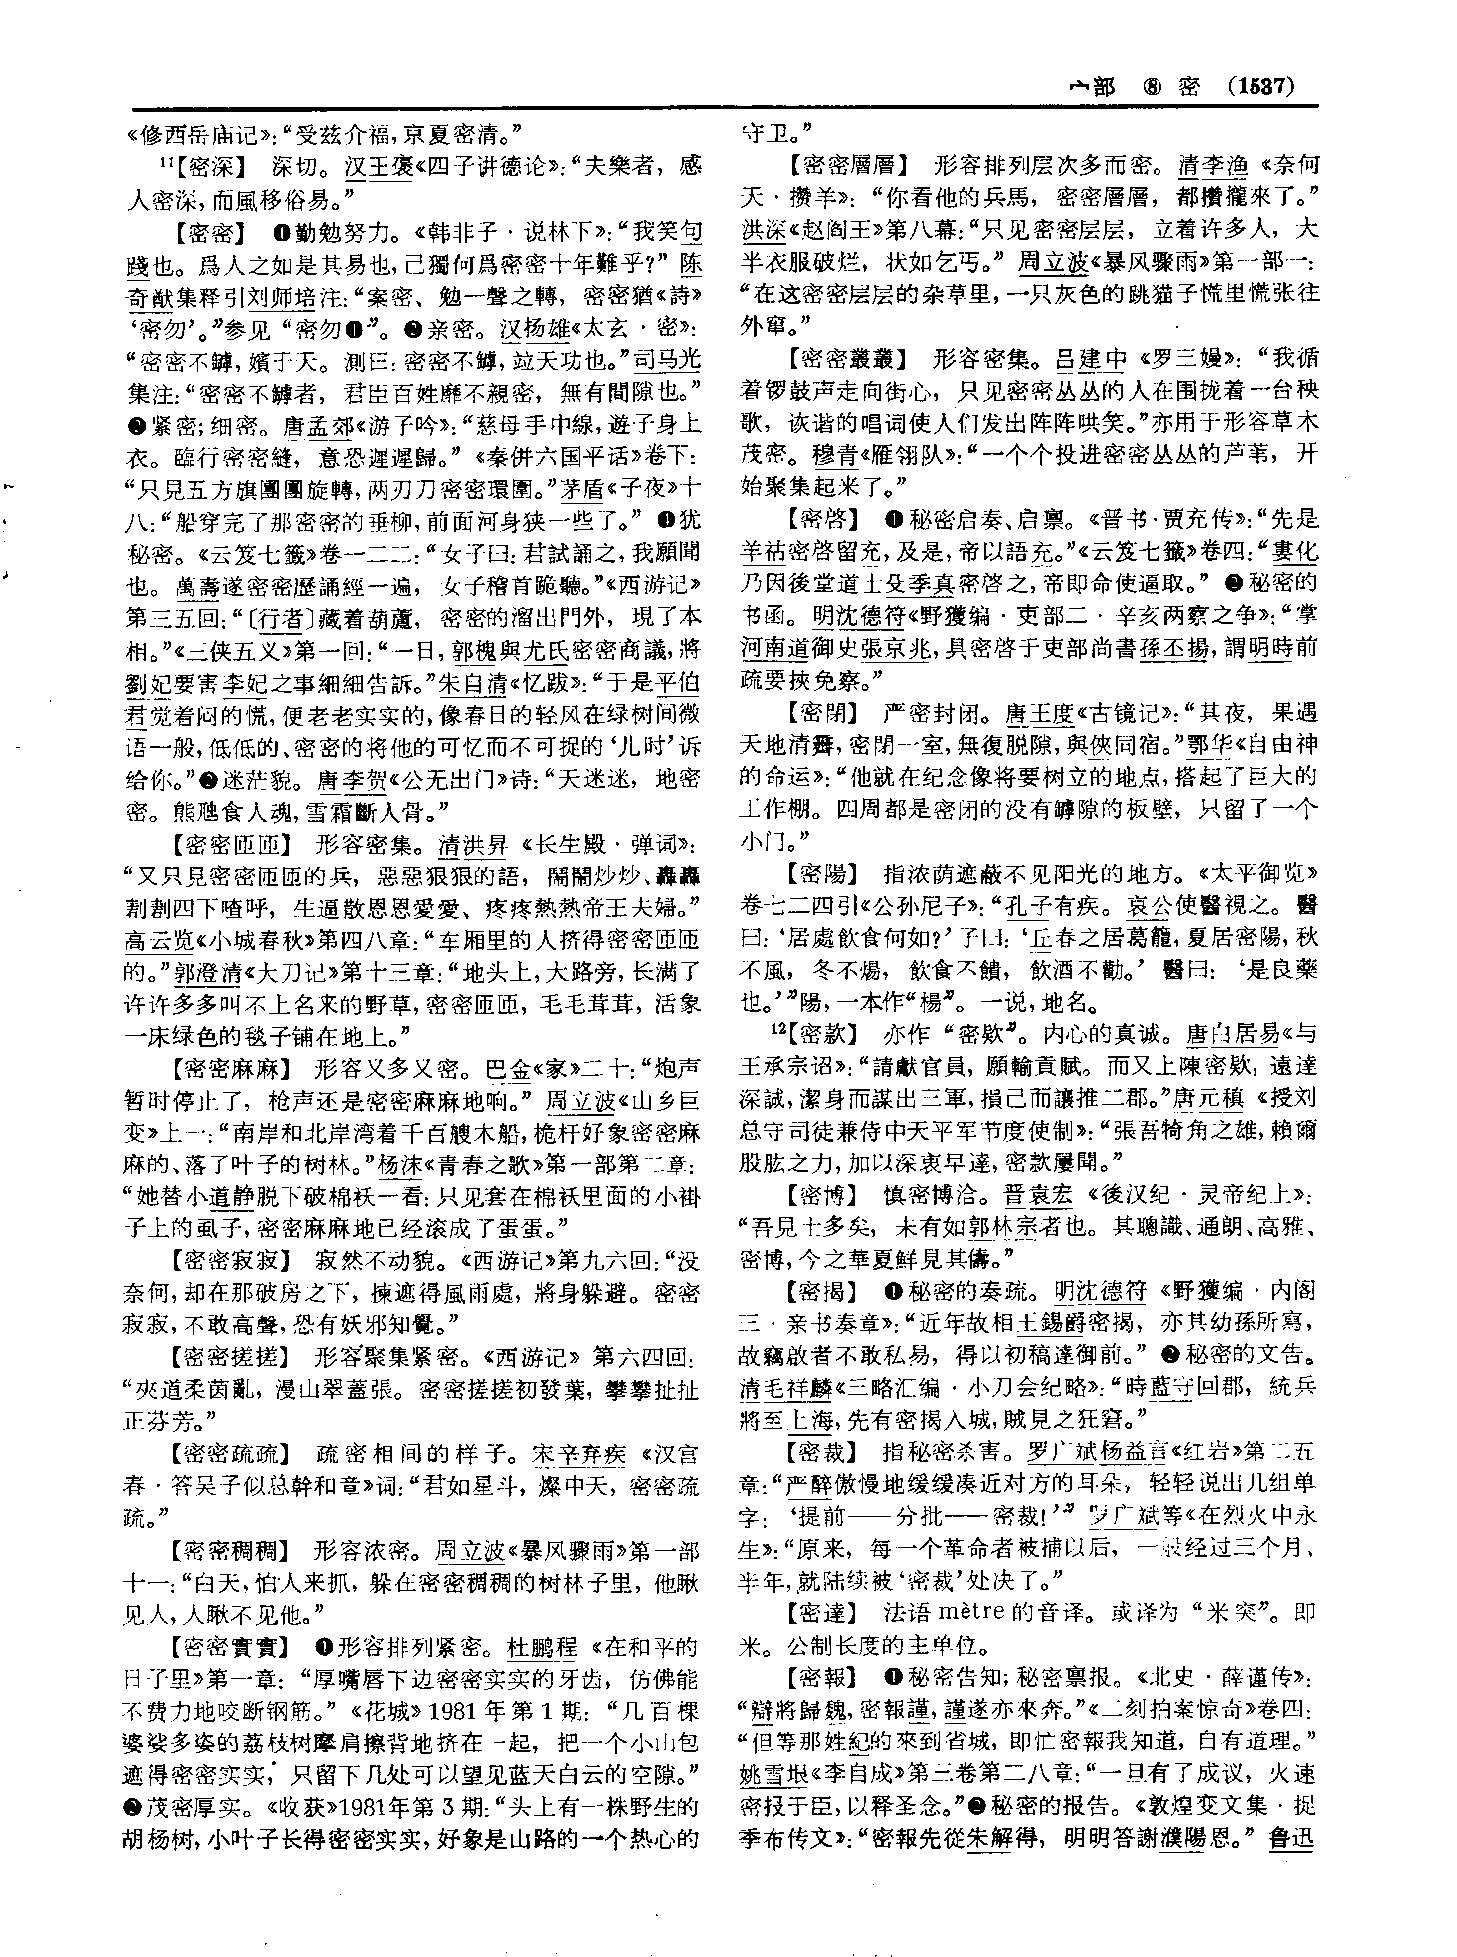 宀部 ⑧ 密 (1537)
《修西岳庙记》:“受兹介福,京夏密清。”
¹¹【密深】 深切。汉王褒《四子讲德论》:“夫樂者，感
人密深,而風移俗易。”
【密密】 ❶勤勉努力。《韩非子·说林下》:“我笑句
踐也。爲人之如是其易也,己獨何爲密密十年難乎?” 陈
奇猷集释引刘师培注:“案密、勉一聲之轉， 密密猶《詩》
‘密勿’。”参见“密勿❶”。❷亲密。汉扬雄《太玄·密》:
“密密不罅,嬪于天。測曰:密密不罅,竝天功也。”司马光
集注:“密密不罅者， 君臣百姓靡不親密， 無有間隙也。”
❸紧密;细密。唐孟郊《游子吟》:“慈母手中線,遊子身上
衣。臨行密密縫， 意恐遲遲歸。”《秦併六国平话》卷下:
“只見五方旗團團旋轉,两刃刀密密環圍。”茅盾《子夜》十
八:“船穿完了那密密的垂柳,前面河身狭一些了。” ❹犹
秘密。《云笈七籤》卷一二二:“女子曰:君試誦之,我願聞
也。萬壽遂密密歷誦經一遍， 女子稽首跪聽。”《西游记》
第三五回:“〔行者〕藏着葫蘆， 密密的溜出門外， 現了本
相。”《三侠五义》第一回:“一日,郭槐與尤氏密密商議,將
劉妃要害李妃之事細細告訴。”朱自清《忆跋》:“于是平伯
君觉着闷的慌,便老老实实的,像春日的轻风在绿树间微
语一般,低低的、密密的将他的可忆而不可捉的‘儿时’诉
给你。”❺迷茫貌。唐李贺《公无出门》诗:“天迷迷，地密
密。熊虺食人魂,雪霜斷人骨。”
【密密匝匝】 形容密集。清洪昇《长生殿·弹词》:
“又只見密密匝匝的兵， 惡惡狠狠的語， 鬧鬧炒炒、轟轟
剨剨四下喳呼， 生逼散恩恩愛愛、疼疼熱熱帝王夫婦。”
高云览《小城春秋》第四八章:“车厢里的人挤得密密匝匝
的。”郭澄清《大刀记》第十三章:“地头上,大路旁,长满了
许许多多叫不上名来的野草,密密匝匝，毛毛茸茸，活象
一床绿色的毯子铺在地上。”
【密密麻麻】 形容又多又密。巴金《家》二十:“炮声
暂时停止了，枪声还是密密麻麻地响。” 周立波《山乡巨
变》上一:“南岸和北岸湾着千百艘木船,桅杆好象密密麻
麻的、落了叶子的树林。”杨沫《青春之歌》第一部第二章:
“她替小道静脱下破棉袄一看:只见套在棉袄里面的小褂
子上的虱子,密密麻麻地已经滚成了蛋蛋。”
【密密寂寂】 寂然不动貌。《西游记》第九六回:“没
奈何,却在那破房之下，揀遮得風雨處，將身躲避。密密
寂寂,不敢高聲,恐有妖邪知覺。”
【密密搓搓】 形容聚集紧密。《西游记》第六四回:
“夾道柔茵亂，漫山翠蓋張。密密搓搓初發葉，攀攀扯扯
正芬芳。”
【密密疏疏】 疏密相间的样子。宋辛弃疾《汉宫
春·答吴子似总幹和章》词:“君如星斗，燦中天，密密疏
疏。”
【密密稠稠】 形容浓密。周立波《暴风骤雨》第一部
十一:“白天,怕人来抓，躲在密密稠稠的树林子里，他瞅
见人,人瞅不见他。”
【密密實實】 ❶形容排列紧密。杜鹏程《在和平的
日子里》第一章: “厚嘴唇下边密密实实的牙齿，仿佛能
不费力地咬断钢筋。”《花城》1981年第1期: “几百棵
婆娑多姿的荔枝树摩肩擦背地挤在一起，把一个小山包
遮得密密实实，只留下几处可以望见蓝天白云的空隙。”
❷茂密厚实。《收获》1981年第3期:“头上有一株野生的
胡杨树,小叶子长得密密实实,好象是山路的一个热心的
守卫。”
【密密層層】 形容排列层次多而密。清李渔《奈何
天·攒羊》: “你看他的兵馬，密密層層，都攢攏來了。”
洪深《赵阎王》第八幕:“只见密密层层，立着许多人，大
半衣服破烂，状如乞丐。” 周立波《暴风骤雨》第一部一:
“在这密密层层的杂草里,一只灰色的跳猫子慌里慌张往
外窜。”
【密密叢叢】 形容密集。吕建中《罗三嫚》:“我循
着锣鼓声走向街心，只见密密丛丛的人在围拢着一台秧
歌，诙谐的唱词使人们发出阵阵哄笑。”亦用于形容草木
茂密。穆青《雁翎队》:“一个个投进密密丛丛的芦苇，开
始聚集起来了。”
【密啓】 ❶秘密启奏、启禀。《晋书·贾充传》:“先是
羊祜密啓留充,及是,帝以語充。”《云笈七籤》卷四:“蕢化
乃因後堂道士殳季真密啓之,帝即命使逼取。” ❷秘密的
书函。明沈德符《野獲编·吏部二·辛亥两察之争》:“掌
河南道御史張京兆,具密啓于吏部尚書孫丕揚,謂明時前
疏要挾免察。”
【密閉】 严密封闭。唐王度《古镜记》:“其夜，果遇
天地清霽,密閉一室,無復脱隙,與俠同宿。”鄂华《自由神
的命运》:“他就在纪念像将要树立的地点,搭起了巨大的
工作棚。四周都是密闭的没有罅隙的板壁，只留了一个
小门。”
【密陽】 指浓荫遮蔽不见阳光的地方。《太平御览》
卷七二四引《公孙尼子》:“孔子有疾。哀公使醫視之。醫
曰:‘居處飲食何如?’子曰:‘丘春之居葛籠,夏居密陽,秋
不風，冬不煬，飲食不饋，飲酒不勸。’醫曰:‘是良藥
也。’”陽,一本作“楊”。一说,地名。
¹²【密款】 亦作“密欵”。内心的真诚。唐白居易《与
王承宗诏》:“請獻官員，願輸貢賦。而又上陳密欵，遠達
深誠,潔身而謀出三軍,損己而讓推二郡。”唐元稹《授刘
总守司徒兼侍中天平军节度使制》:“張吾犄角之雄,賴爾
股肱之力,加以深衷早達,密款屢聞。”
【密博】 慎密博洽。晋袁宏《後汉纪·灵帝纪上》:
“吾見士多矣，未有如郭林宗者也。其聰識、通朗、高雅、
密博,今之華夏鮮見其儔。”
【密揭】 ❶秘密的奏疏。明沈德符《野獲编·内阁
三·亲书奏章》:“近年故相王錫爵密揭，亦其幼孫所寫，
故竊啟者不敢私易，得以初稿達御前。” ❷秘密的文告。
清毛祥麟《三略汇编·小刀会纪略》:“時藍守回郡，統兵
將至上海,先有密揭入城,賊見之狂窘。”
【密裁】 指秘密杀害。罗广斌杨益言《红岩》第二五
章:“严醉傲慢地缓缓凑近对方的耳朵，轻轻说出几组单
字: ‘提前——分批——密裁!’” 罗广斌等《在烈火中永
生》:“原来，每一个革命者被捕以后，一般经过三个月、
半年,就陆续被‘密裁’处决了。”
【密達】 法语 mètre 的音译。或译为“米突”。即
米。公制长度的主单位。
【密報】 ❶秘密告知;秘密禀报。《北史·薛谨传》:
“辯將歸魏,密報謹,謹遂亦來奔。”《二刻拍案惊奇》卷四:
“但等那姓紀的來到省城，即忙密報我知道，自有道理。”
姚雪垠《李自成》第三卷第二八章:“一旦有了成议，火速
密报于臣,以释圣念。”❷秘密的报告。《敦煌变文集·捉
季布传文》:“密報先從朱解得，明明答謝濮陽恩。” 鲁迅